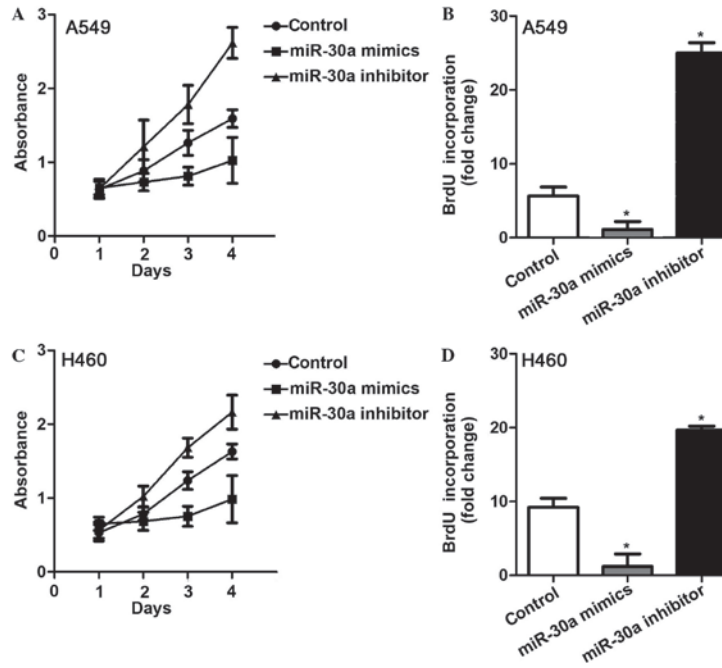 A
A549
Absorbance
3
2
1
0
0 1 2 3 4
Days
Control
miR-30a mimics
miR-30a inhibitor
B
A549
BrdU incorporation
(fold change)
30
20
10
0
*
*
Control
miR-30a mimics
miR-30a inhibitor
C
H460
Absorbance
3
2
1
0
0 1 2 3 4
Days
Control
miR-30a mimics
miR-30a inhibitor
D
H460
BrdU incorporation
(fold change)
30
20
10
0
*
*
Control
miR-30a mimics
miR-30a inhibitor